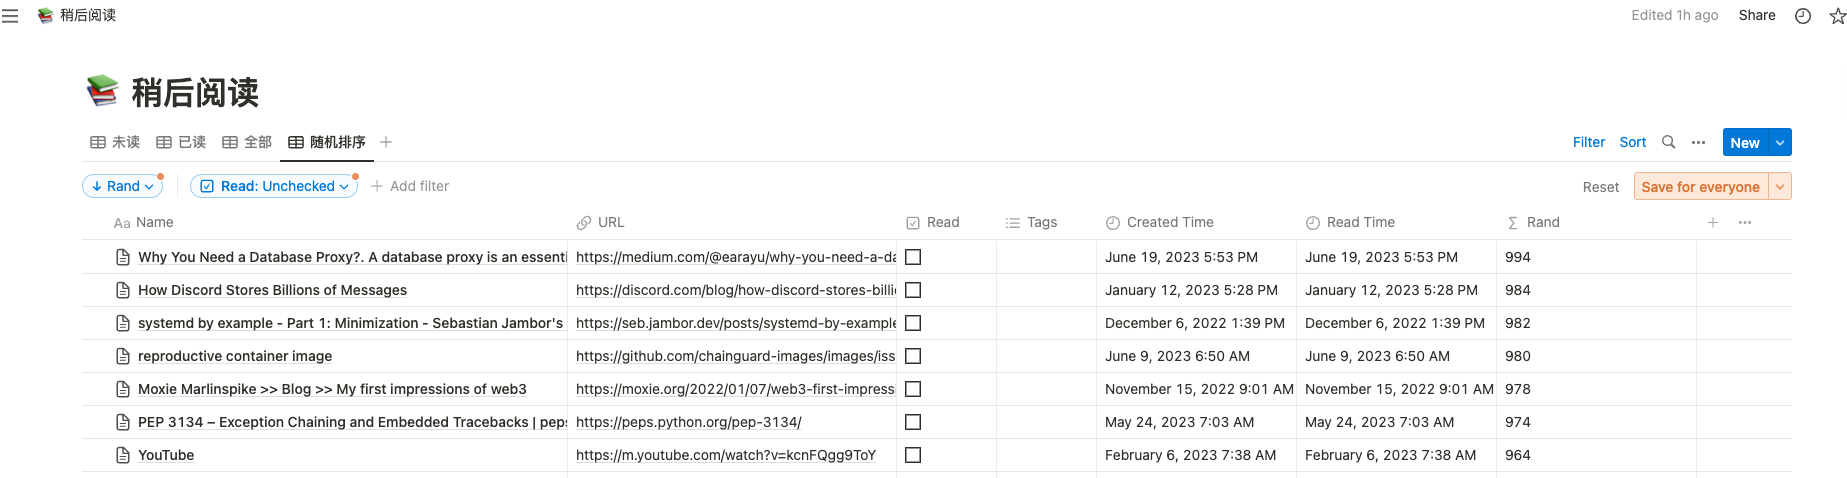 稍后阅读 Edited 1h ago Share
稍后阅读
未读 已读 全部 随机排序 Filter Sort New
Rand Read: Unchecked Add filter Reset Save for everyone
Aa Name URL Read Tags Created Time Read Time Σ Rand
Why You Need a Database Proxy?. A database proxy is an essenti https://medium.com/@earayu/why-you-need-a-da June 19, 2023 5:53 PM June 19, 2023 5:53 PM 994
How Discord Stores Billions of Messages https://discord.com/blog/how-discord-stores-billi January 12, 2023 5:28 PM January 12, 2023 5:28 PM 984
systemd by example - Part 1: Minimization - Sebastian Jambor's https://seb.jambor.dev/posts/systemd-by-example December 6, 2022 1:39 PM December 6, 2022 1:39 PM 982
reproductive container image https://github.com/chainguard-images/images/iss June 9, 2023 6:50 AM June 9, 2023 6:50 AM 980
Moxie Marlinspike >> Blog >> My first impressions of web3 https://moxie.org/2022/01/07/web3-first-impressi November 15, 2022 9:01 AM November 15, 2022 9:01 AM 978
PEP 3134 – Exception Chaining and Embedded Tracebacks | peps https://peps.python.org/pep-3134/ May 24, 2023 7:03 AM May 24, 2023 7:03 AM 974
YouTube https://m.youtube.com/watch?v=kcnFQgg9ToY February 6, 2023 7:38 AM February 6, 2023 7:38 AM 964